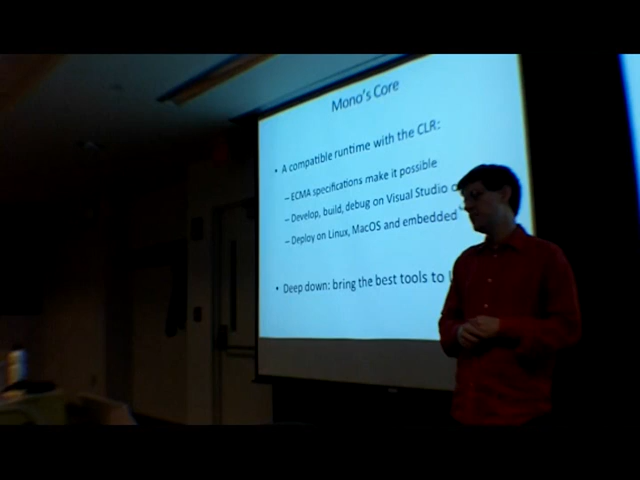 Mono's Core
• A compatible runtime with the CLR:
– ECMA specifications make it possible
– Develop, build, debug on Visual Studio
– Deploy on Linux, MacOS and embedded
• Deep down: bring the best tools to